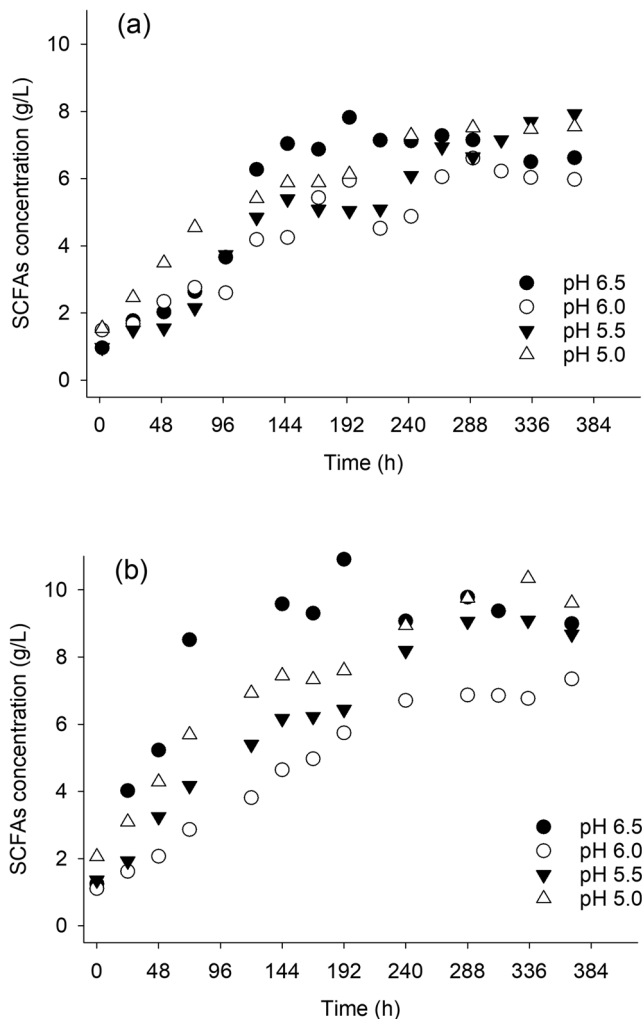 (a)
10
8
6
4
2
0
SCFAs concentration (g/L)
pH 6.5
pH 6.0
pH 5.5
pH 5.0
0 48 96 144 192 240 288 336 384
Time (h)
(b)
10
8
6
4
2
0
SCFAs concentration (g/L)
pH 6.5
pH 6.0
pH 5.5
pH 5.0
0 48 96 144 192 240 288 336 384
Time (h)